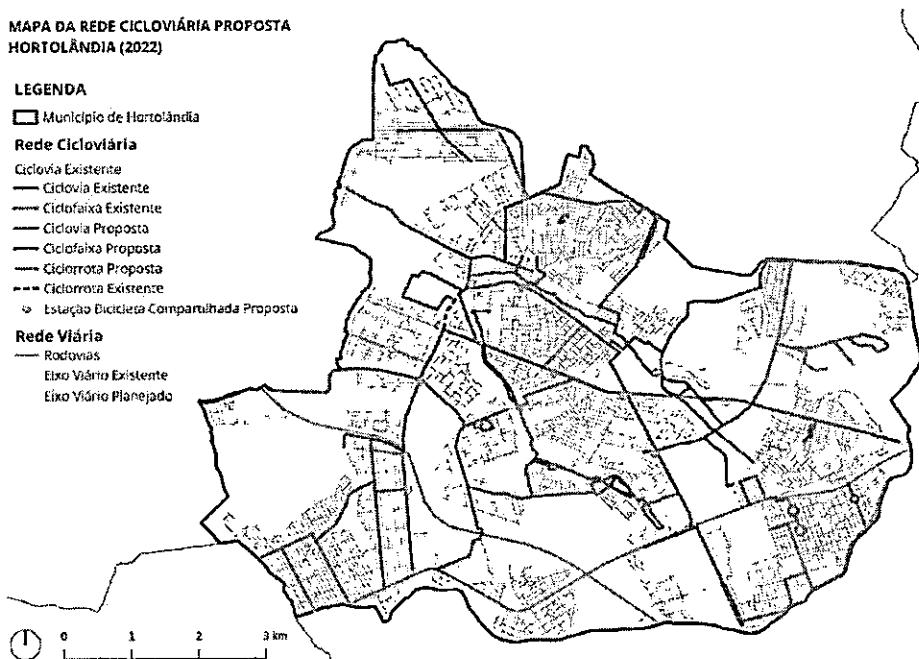 MAPA DA REDE CICLOVIÁRIA PROPOSTA
HORTOLÂNDIA (2022)
LEGENDA
Município de Hortolândia
Rede Cicloviária
Ciclovia Existente
Ciclovia Existente
Ciclofaixa Existente
Ciclovia Proposta
Ciclofaixa Proposta
Ciclorrota Proposta
Ciclorrota Existente
Estação Bicicleta Compartilhada Proposta
Rede Viária
Rodovias
Eixo Viário Existente
Eixo Viário Planejado
0 1 2 3 km